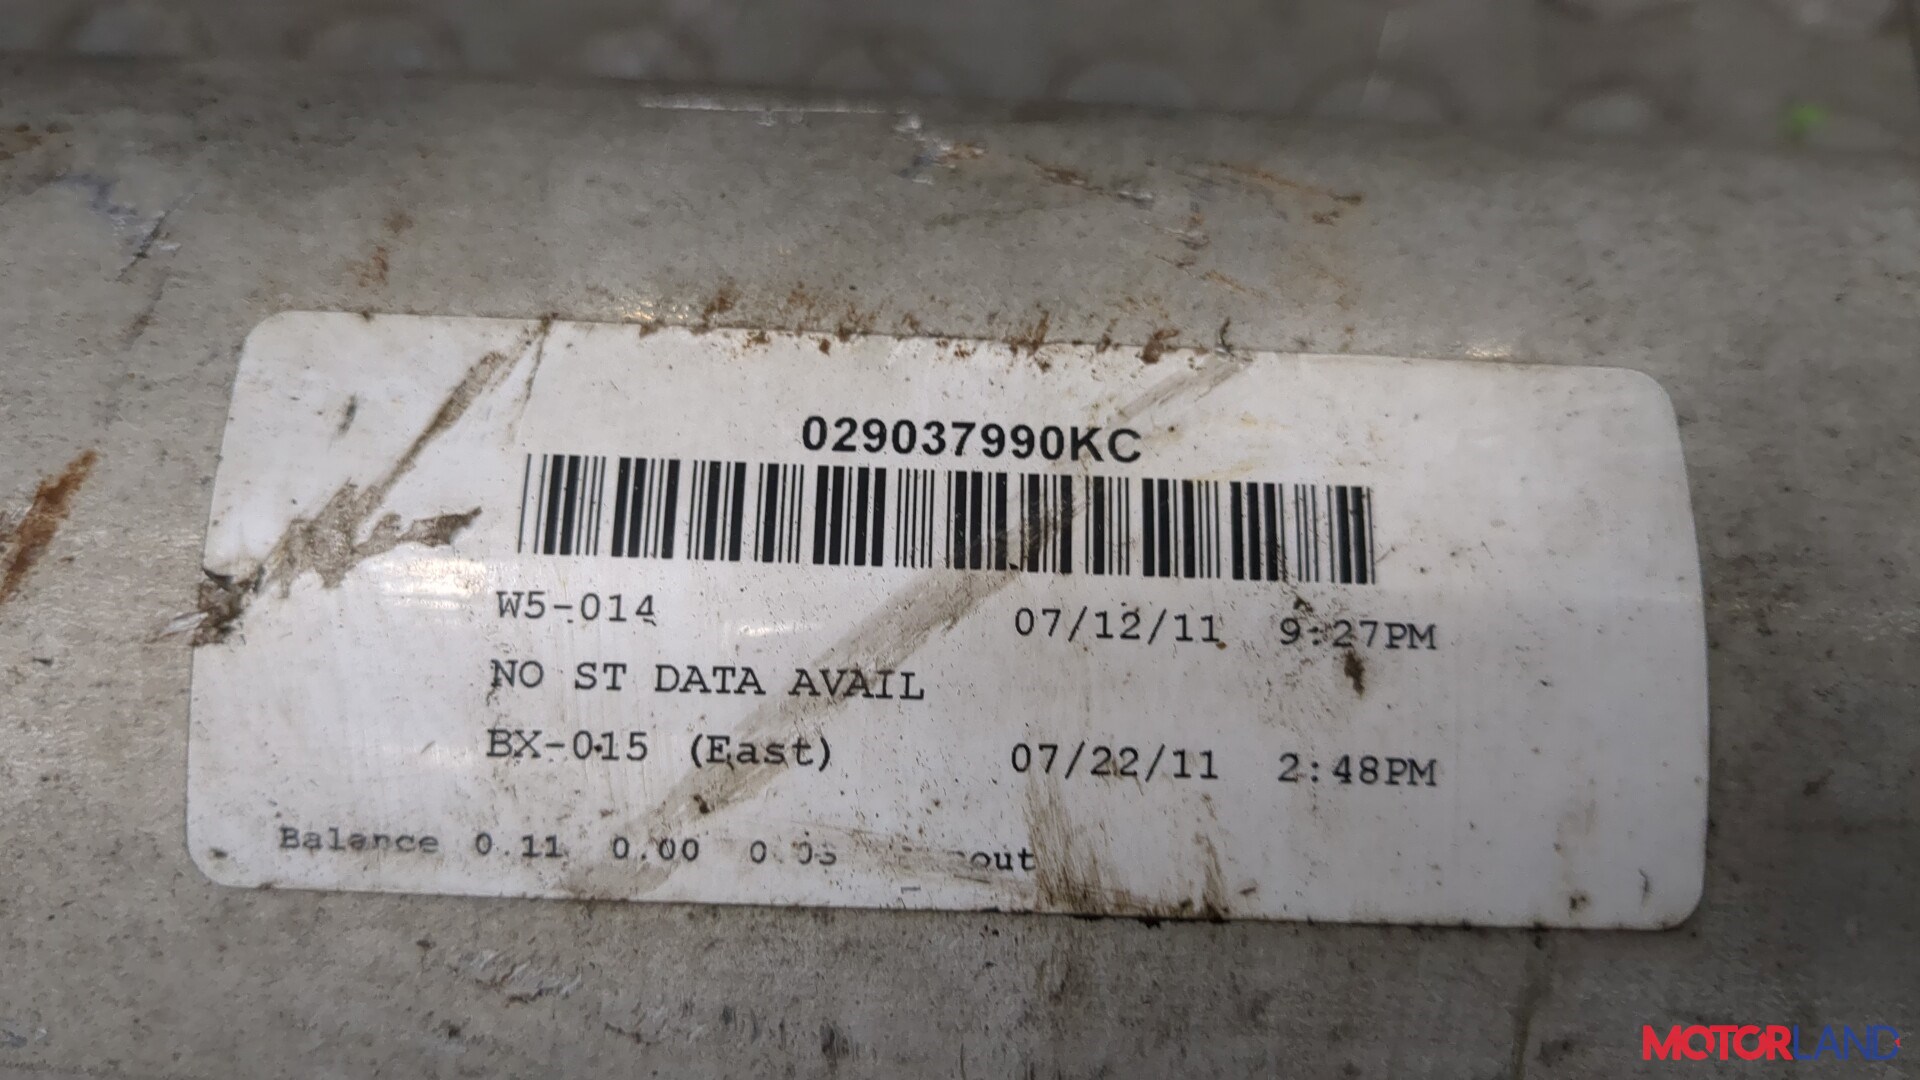 029037990KC
W5-014 07/12/11 9:27PM
NO ST DATA AVAIL
BX-015 (East) 07/22/11 2:48PM
Balance 0.11 0.00
MOTORLAND